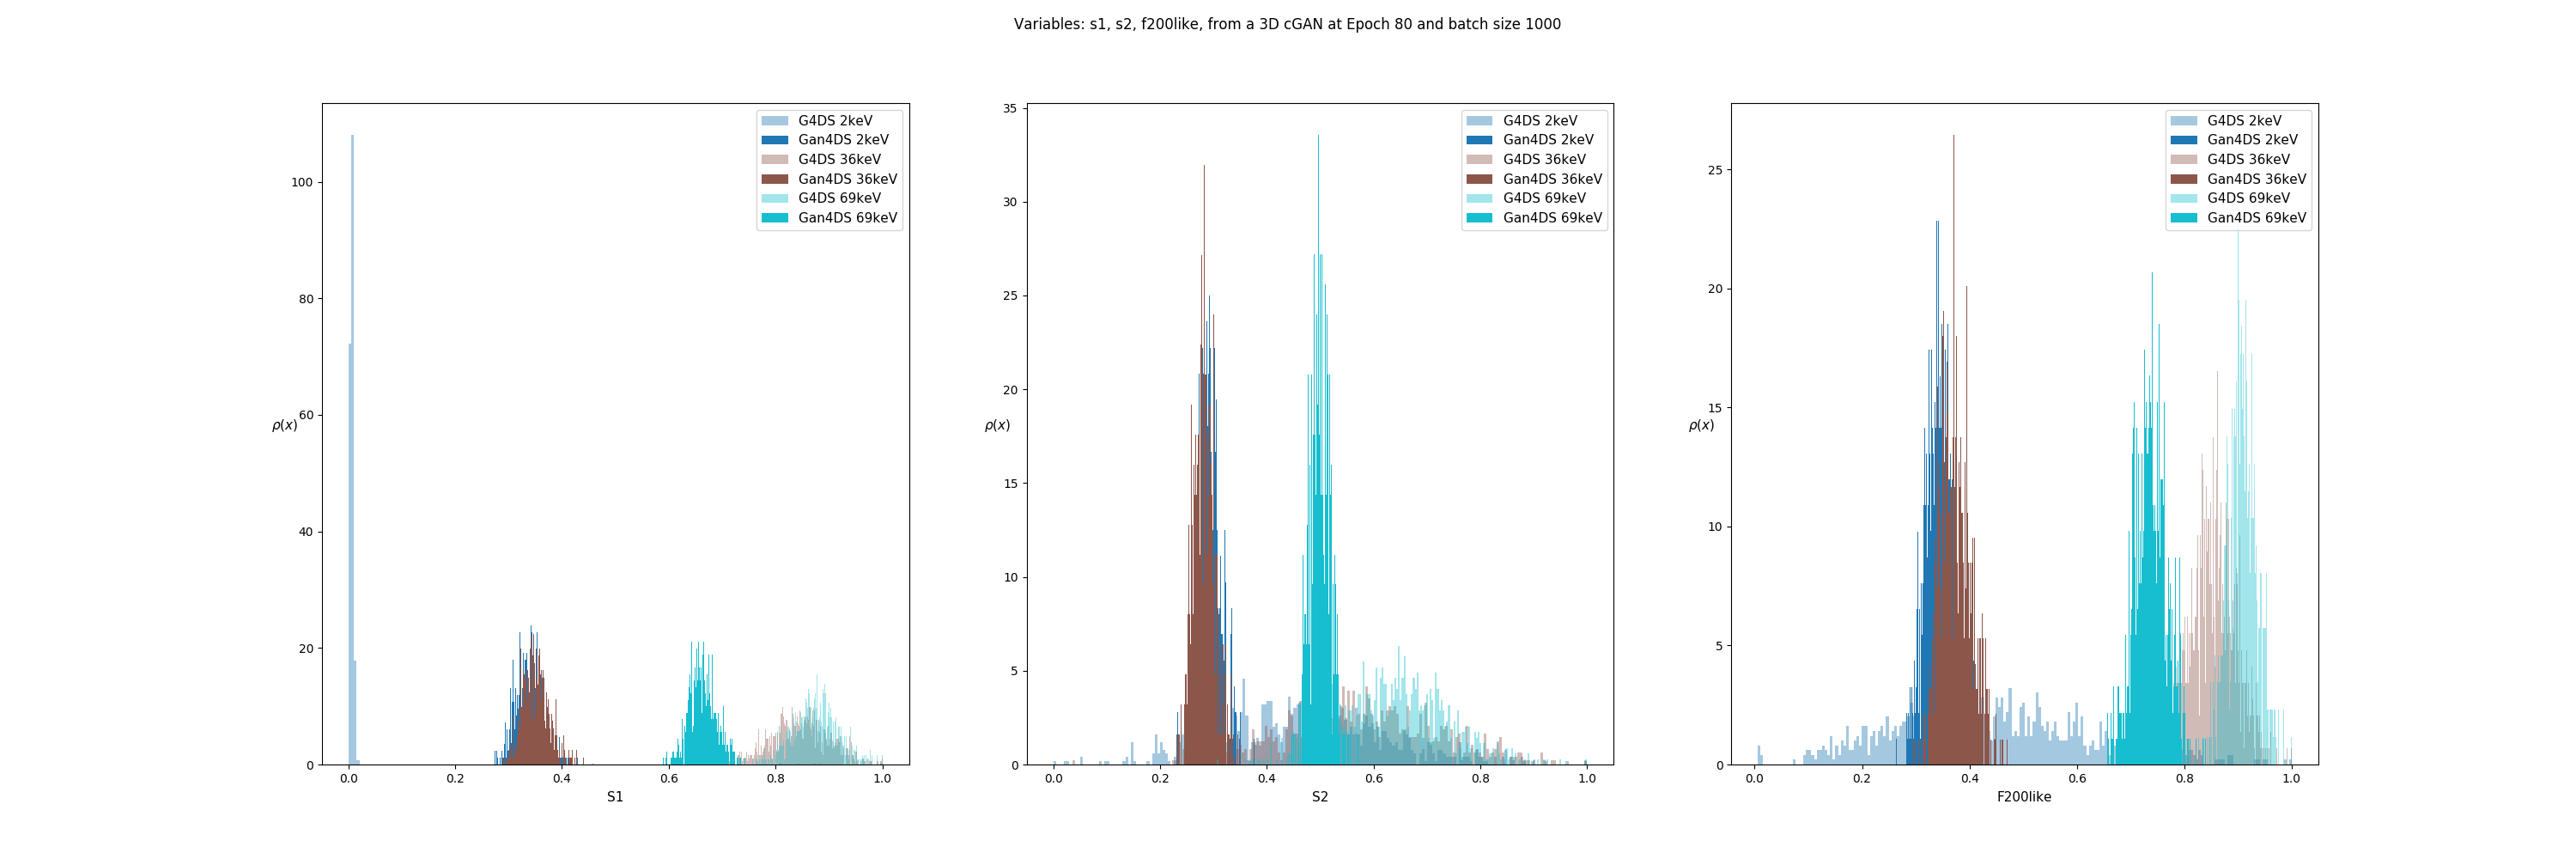 Variables: s1, s2, f200like, from a 3D cGAN at Epoch 80 and batch size 1000
G4DS 2keV
Gan4DS 2keV
G4DS 36keV
Gan4DS 36keV
G4DS 69keV
Gan4DS 69keV
100
80
60
40
20
0
ρ(x)
0.0 0.2 0.4 0.6 0.8 1.0
S1
G4DS 2keV
Gan4DS 2keV
G4DS 36keV
Gan4DS 36keV
G4DS 69keV
Gan4DS 69keV
35
30
25
20
15
10
5
0
ρ(x)
0.0 0.2 0.4 0.6 0.8 1.0
S2
G4DS 2keV
Gan4DS 2keV
G4DS 36keV
Gan4DS 36keV
G4DS 69keV
Gan4DS 69keV
25
20
15
10
5
0
ρ(x)
0.0 0.2 0.4 0.6 0.8 1.0
F200like